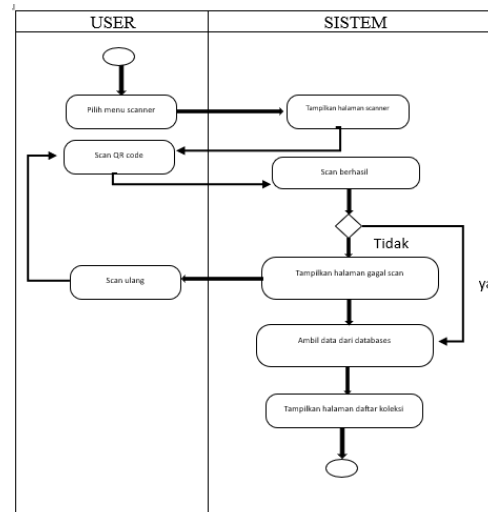 USER
SISTEM
Pilih menu scanner
Tampilkan halaman scanner
Scan QR code
Scan berhasil
Tidak
Scan ulang
Tampilkan halaman gagal scan
ya
Ambil data dari databases
Tampilkan halaman daftar koleksi